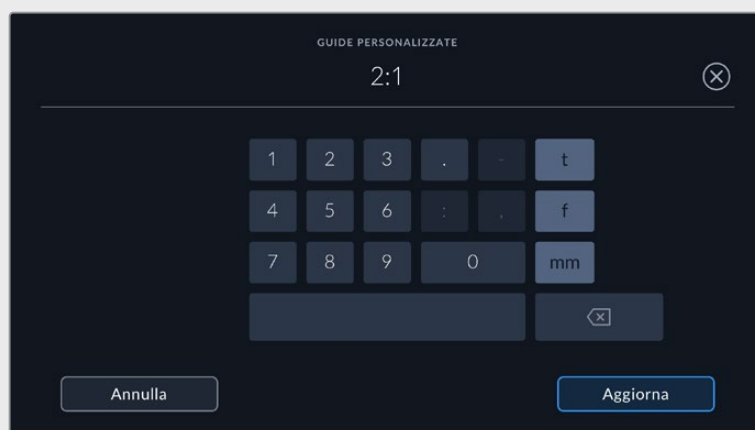 GUIDE PERSONALIZZATE
2:1
1 2 3 . - t
4 5 6 : , f
7 8 9 0 mm
Annulla Aggiorna